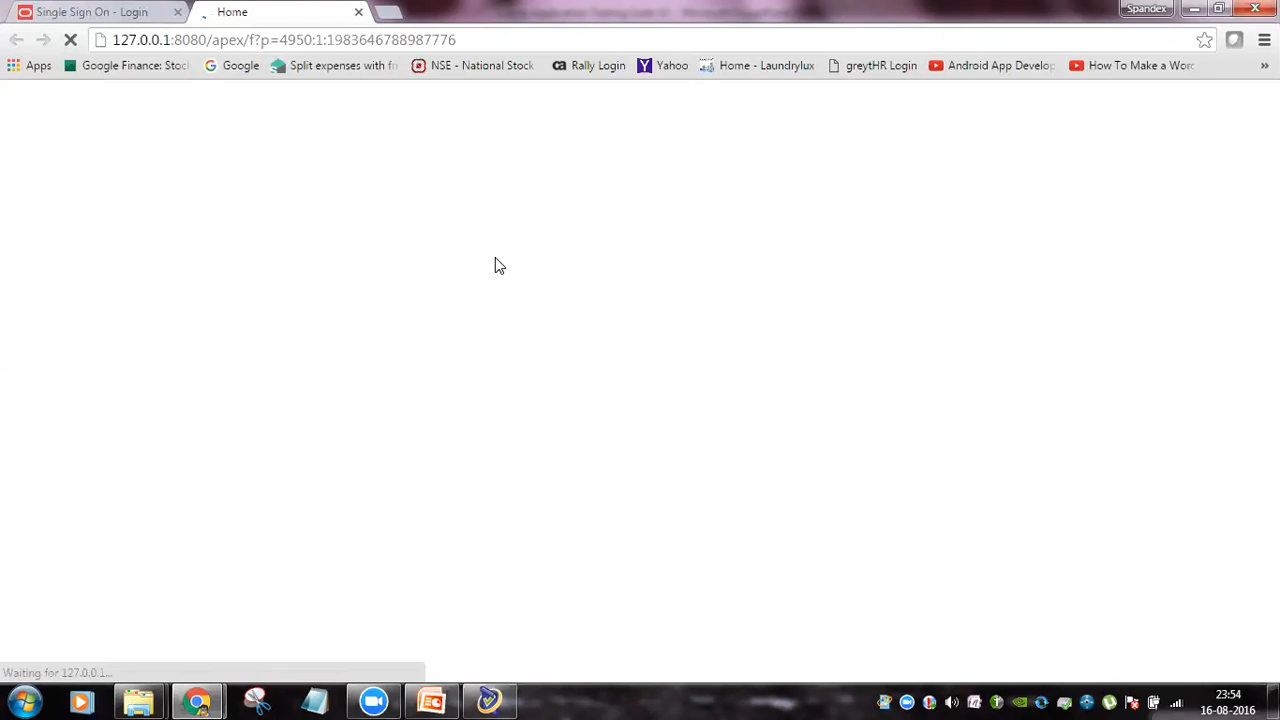 Single Sign On - Login
Home
Spandex
127.0.0.1:8080/apex/f?p=4950:1:1983646788987776
Apps
Google Finance: Stoc
Google
Split expenses with fr
NSE - National Stock
ca Rally Login
Yahoo
Home - Laundrylux
greytHR Login
Android App Develop
How To Make a Wor
Waiting for 127.0.0.1...
23:54
16-08-2016